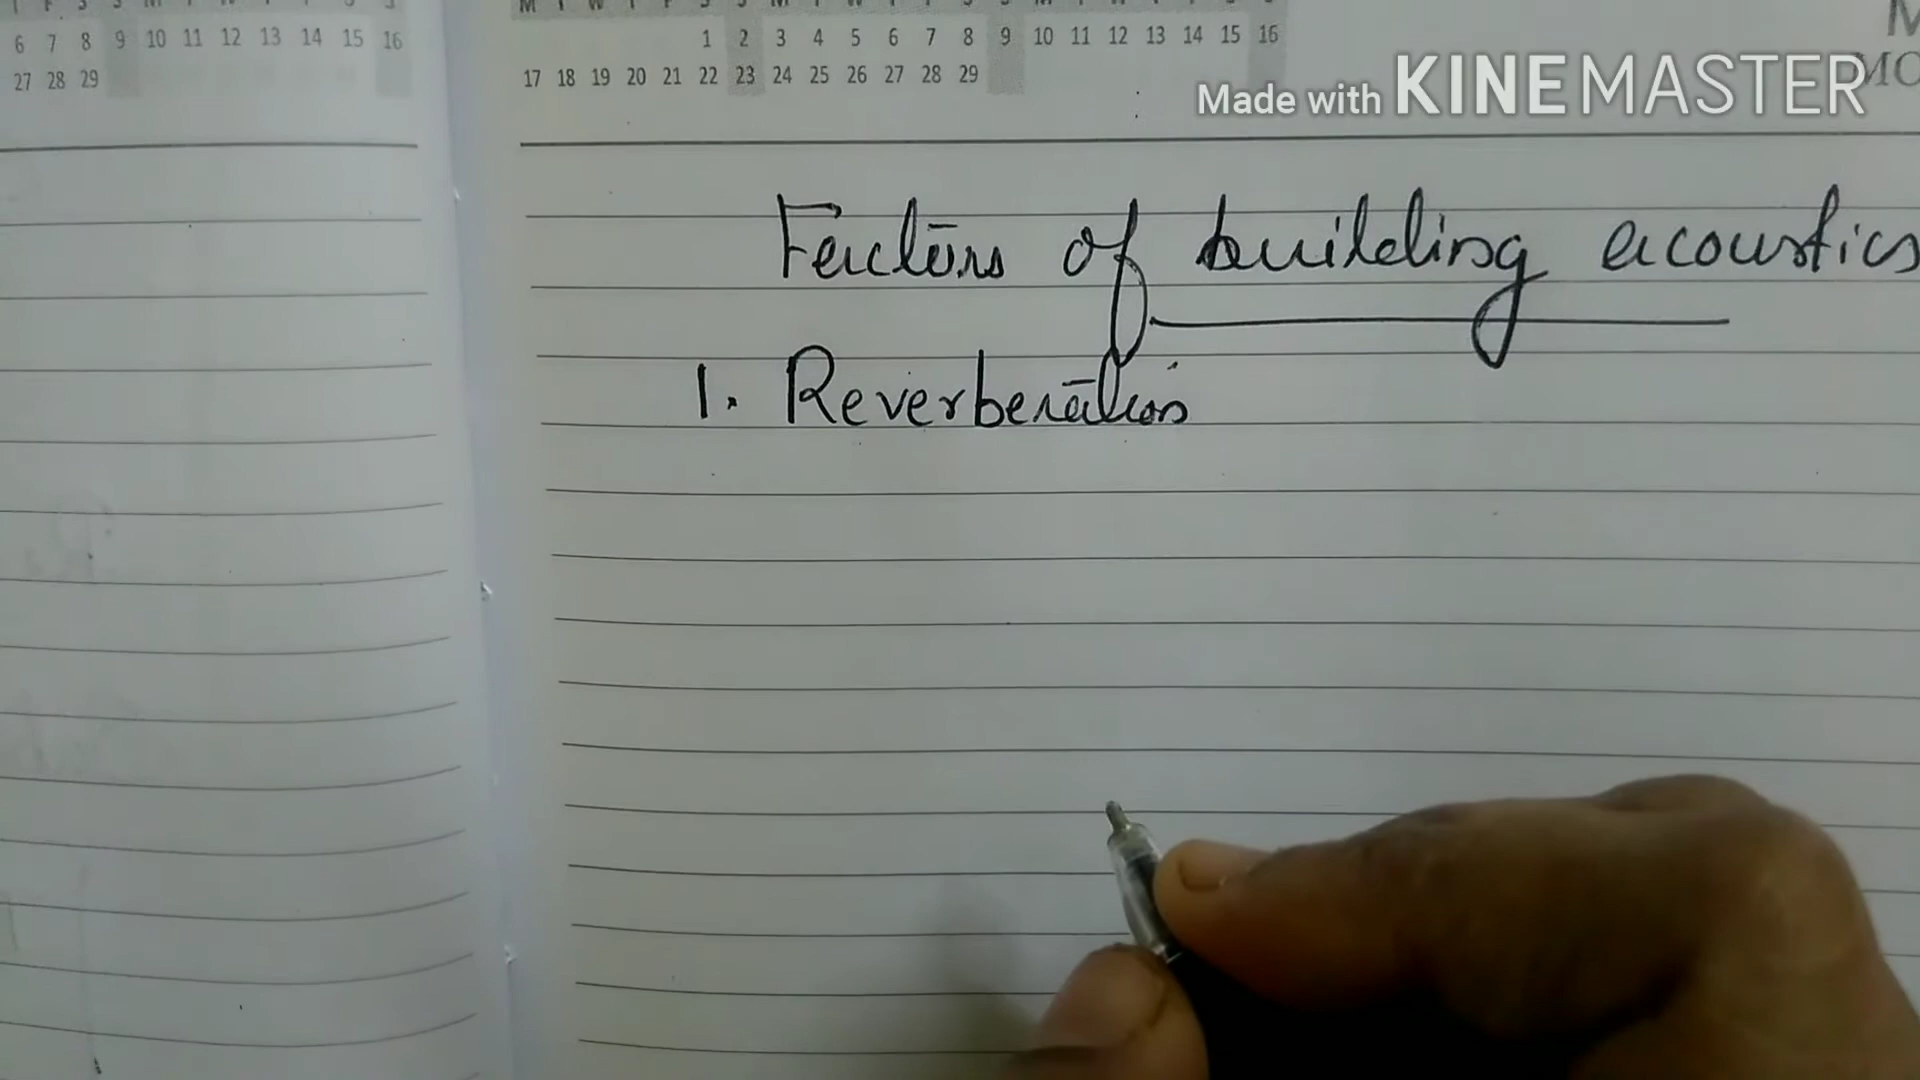 6 7 8 9 10 11 12 13 14 15 16
27 28 29
1 2 3 4 5 6 7 8 9 10 11 12 13 14 15 16
17 18 19 20 21 22 23 24 25 26 27 28 29
Made with KINEMASTER
Factors of building acoustics
1. Reverberation